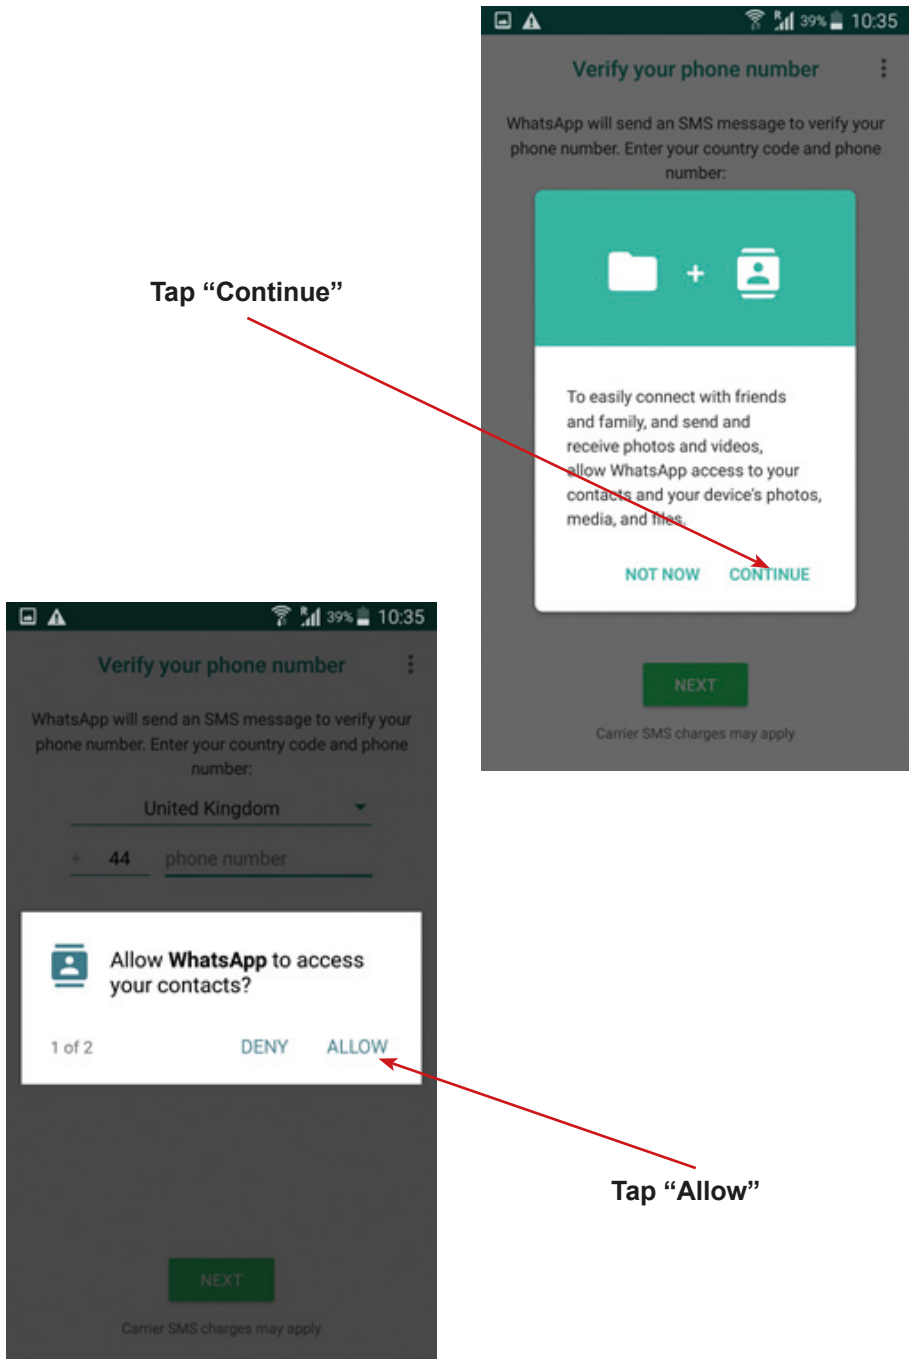 39% 10:35
Verify your phone number
WhatsApp will send an SMS message to verify your
phone number. Enter your country code and phone
number:
Tap “Continue”
To easily connect with friends
and family, and send and
receive photos and videos,
allow WhatsApp access to your
contacts and your device's photos,
media, and files.
NOT NOW CONTINUE
NEXT
Carrier SMS charges may apply
R 39% 10:35
Verify your phone number
WhatsApp will send an SMS message to verify your
phone number. Enter your country code and phone
number:
United Kingdom
+ 44 phone number
Allow WhatsApp to access
your contacts?
1 of 2 DENY ALLOW
Tap “Allow”
NEXT
Carrier SMS charges may apply